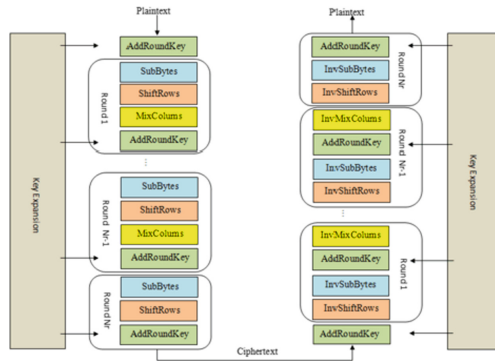 Plaintext
AddRoundKey
SubBytes
ShiftRows
MixColums
AddRoundKey
Round 1
...
SubBytes
ShiftRows
MixColums
AddRoundKey
Round Nr-1
SubBytes
ShiftRows
AddRoundKey
Round Nr
Key Expansion
Ciphertext
Plaintext
AddRoundKey
InvSubBytes
InvShiftRows
Round Nr
InvMixColums
AddRoundKey
InvSubBytes
InvShiftRows
Round Nr-1
...
InvMixColums
AddRoundKey
InvSubBytes
InvShiftRows
Round 1
AddRoundKey
Key Expansion